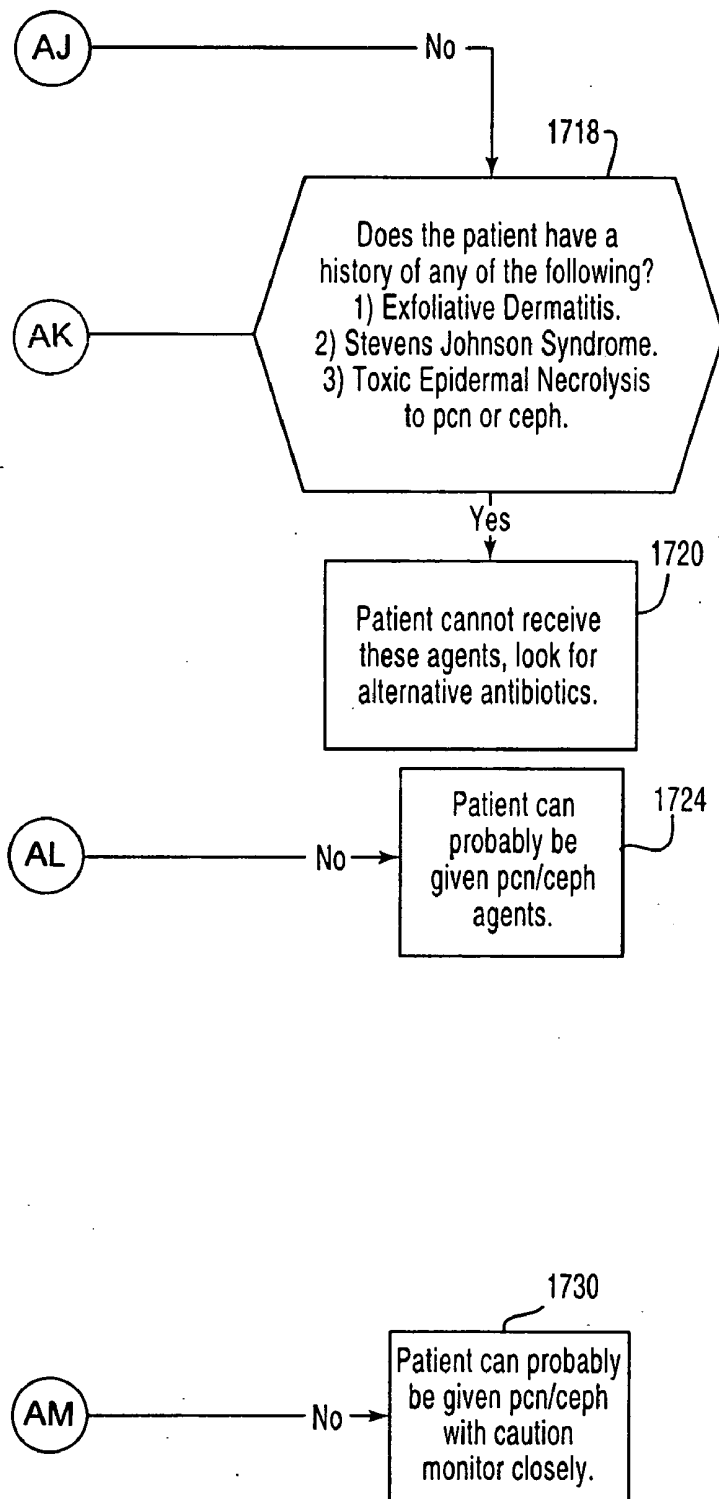 AJ
No
1718
Does the patient have a
history of any of the following?
1) Exfoliative Dermatitis.
2) Stevens Johnson Syndrome.
3) Toxic Epidermal Necrolysis
to pcn or ceph.
AK
Yes
1720
Patient cannot receive
these agents, look for
alternative antibiotics.
AL
No
1724
Patient can
probably be
given pcn/ceph
agents.
1730
AM
No
Patient can probably
be given pcn/ceph
with caution
monitor closely.